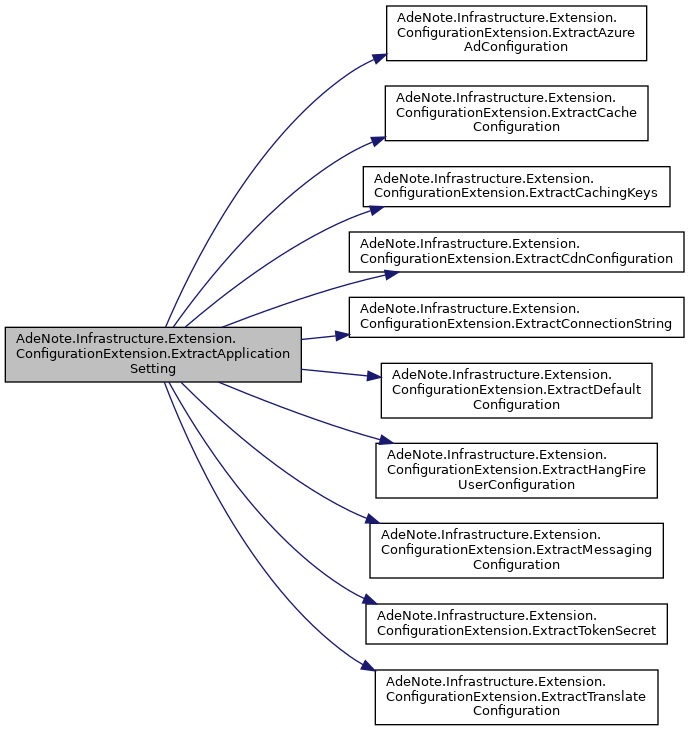 AdeNote.Infrastructure.Extension.
ConfigurationExtension.ExtractApplication
Setting
AdeNote.Infrastructure.Extension.
ConfigurationExtension.ExtractAzure
AdConfiguration
AdeNote.Infrastructure.Extension.
ConfigurationExtension.ExtractCache
Configuration
AdeNote.Infrastructure.Extension.
ConfigurationExtension.ExtractCachingKeys
AdeNote.Infrastructure.Extension.
ConfigurationExtension.ExtractCdnConfiguration
AdeNote.Infrastructure.Extension.
ConfigurationExtension.ExtractConnectionString
AdeNote.Infrastructure.Extension.
ConfigurationExtension.ExtractDefault
Configuration
AdeNote.Infrastructure.Extension.
ConfigurationExtension.ExtractHangFire
UserConfiguration
AdeNote.Infrastructure.Extension.
ConfigurationExtension.ExtractMessaging
Configuration
AdeNote.Infrastructure.Extension.
ConfigurationExtension.ExtractTokenSecret
AdeNote.Infrastructure.Extension.
ConfigurationExtension.ExtractTranslate
Configuration